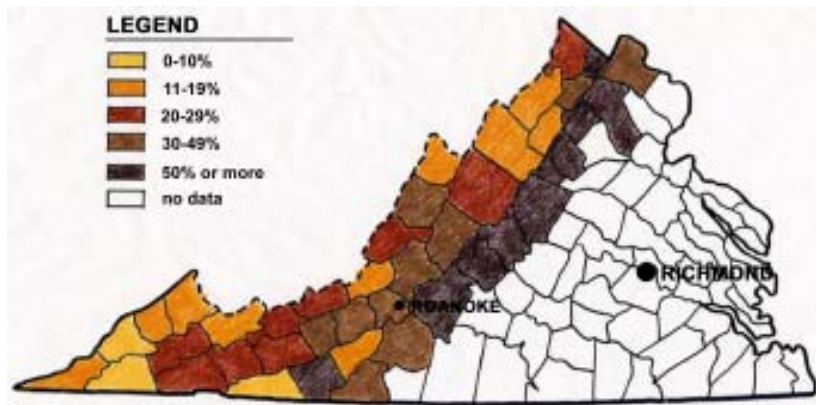 LEGEND
0-10%
11-19%
20-29%
30-49%
50% or more
no data
RICHMOND
ROANOKE